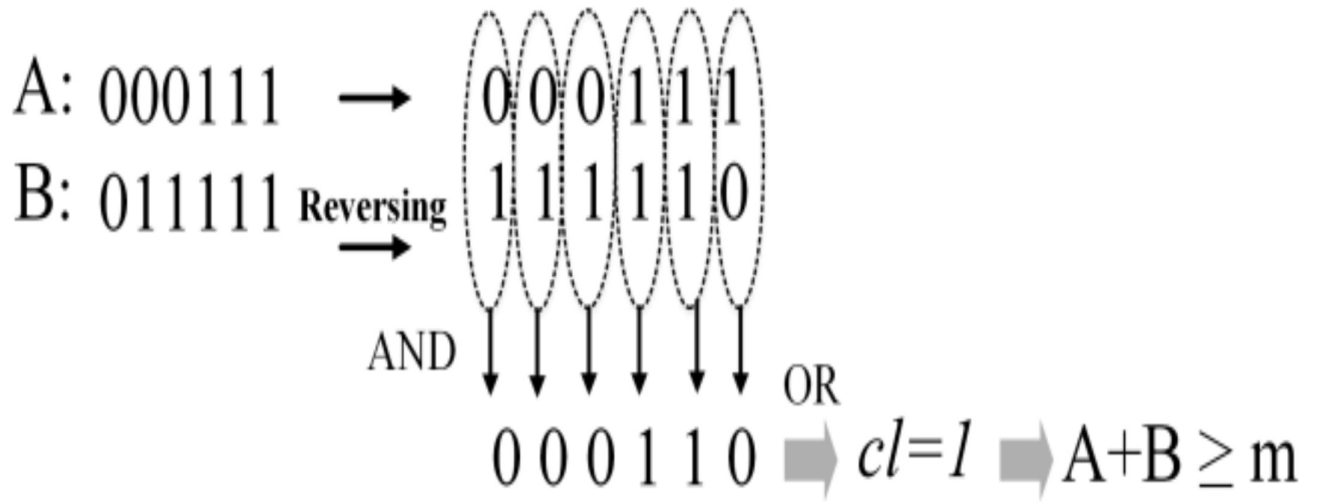 A: 000111 → 0 0 0 1 1 1
B: 011111 Reversing → 1 1 1 1 1 0
AND
OR
0 0 0 1 1 0 cl=1 A+B ≥ m